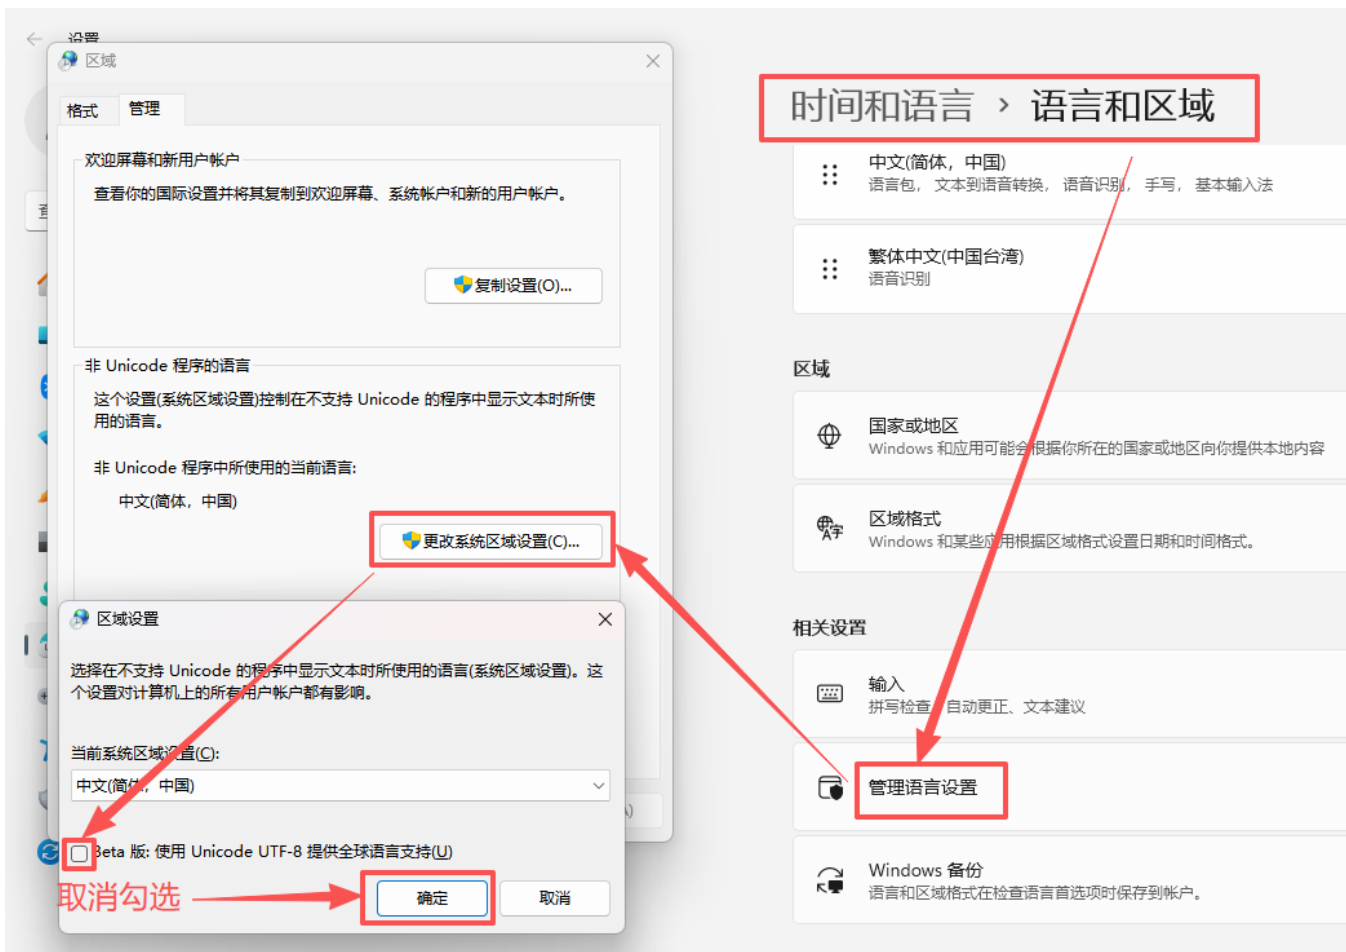 设置
区域
格式
管理
欢迎屏幕和新用户帐户
查看你的国际设置并将其复制到欢迎屏幕、系统帐户和新的用户帐户。
复制设置(O)...
非 Unicode 程序的语言
这个设置(系统区域设置)控制在不支持 Unicode 的程序中显示文本时所使
用的语言。
非 Unicode 程序中所使用的当前语言:
中文(简体，中国)
更改系统区域设置(C)...
区域设置
选择在不支持 Unicode 的程序中显示文本时所使用的语言(系统区域设置)。这
个设置对计算机上的所有用户帐户都有影响。
当前系统区域设置(C):
中文(简体，中国)
Beta 版: 使用 Unicode UTF-8 提供全球语言支持(U)
取消勾选
确定
取消
时间和语言 › 语言和区域
中文(简体，中国)
语言包， 文本到语音转换， 语音识别， 手写， 基本输入法
繁体中文(中国台湾)
语音识别
区域
国家或地区
Windows 和应用可能会根据你所在的国家或地区向你提供本地内容
区域格式
Windows 和某些应用根据区域格式设置日期和时间格式。
相关设置
输入
拼写检查、自动更正、文本建议
管理语言设置
Windows 备份
语言和区域格式在检查语言首选项时保存到帐户。